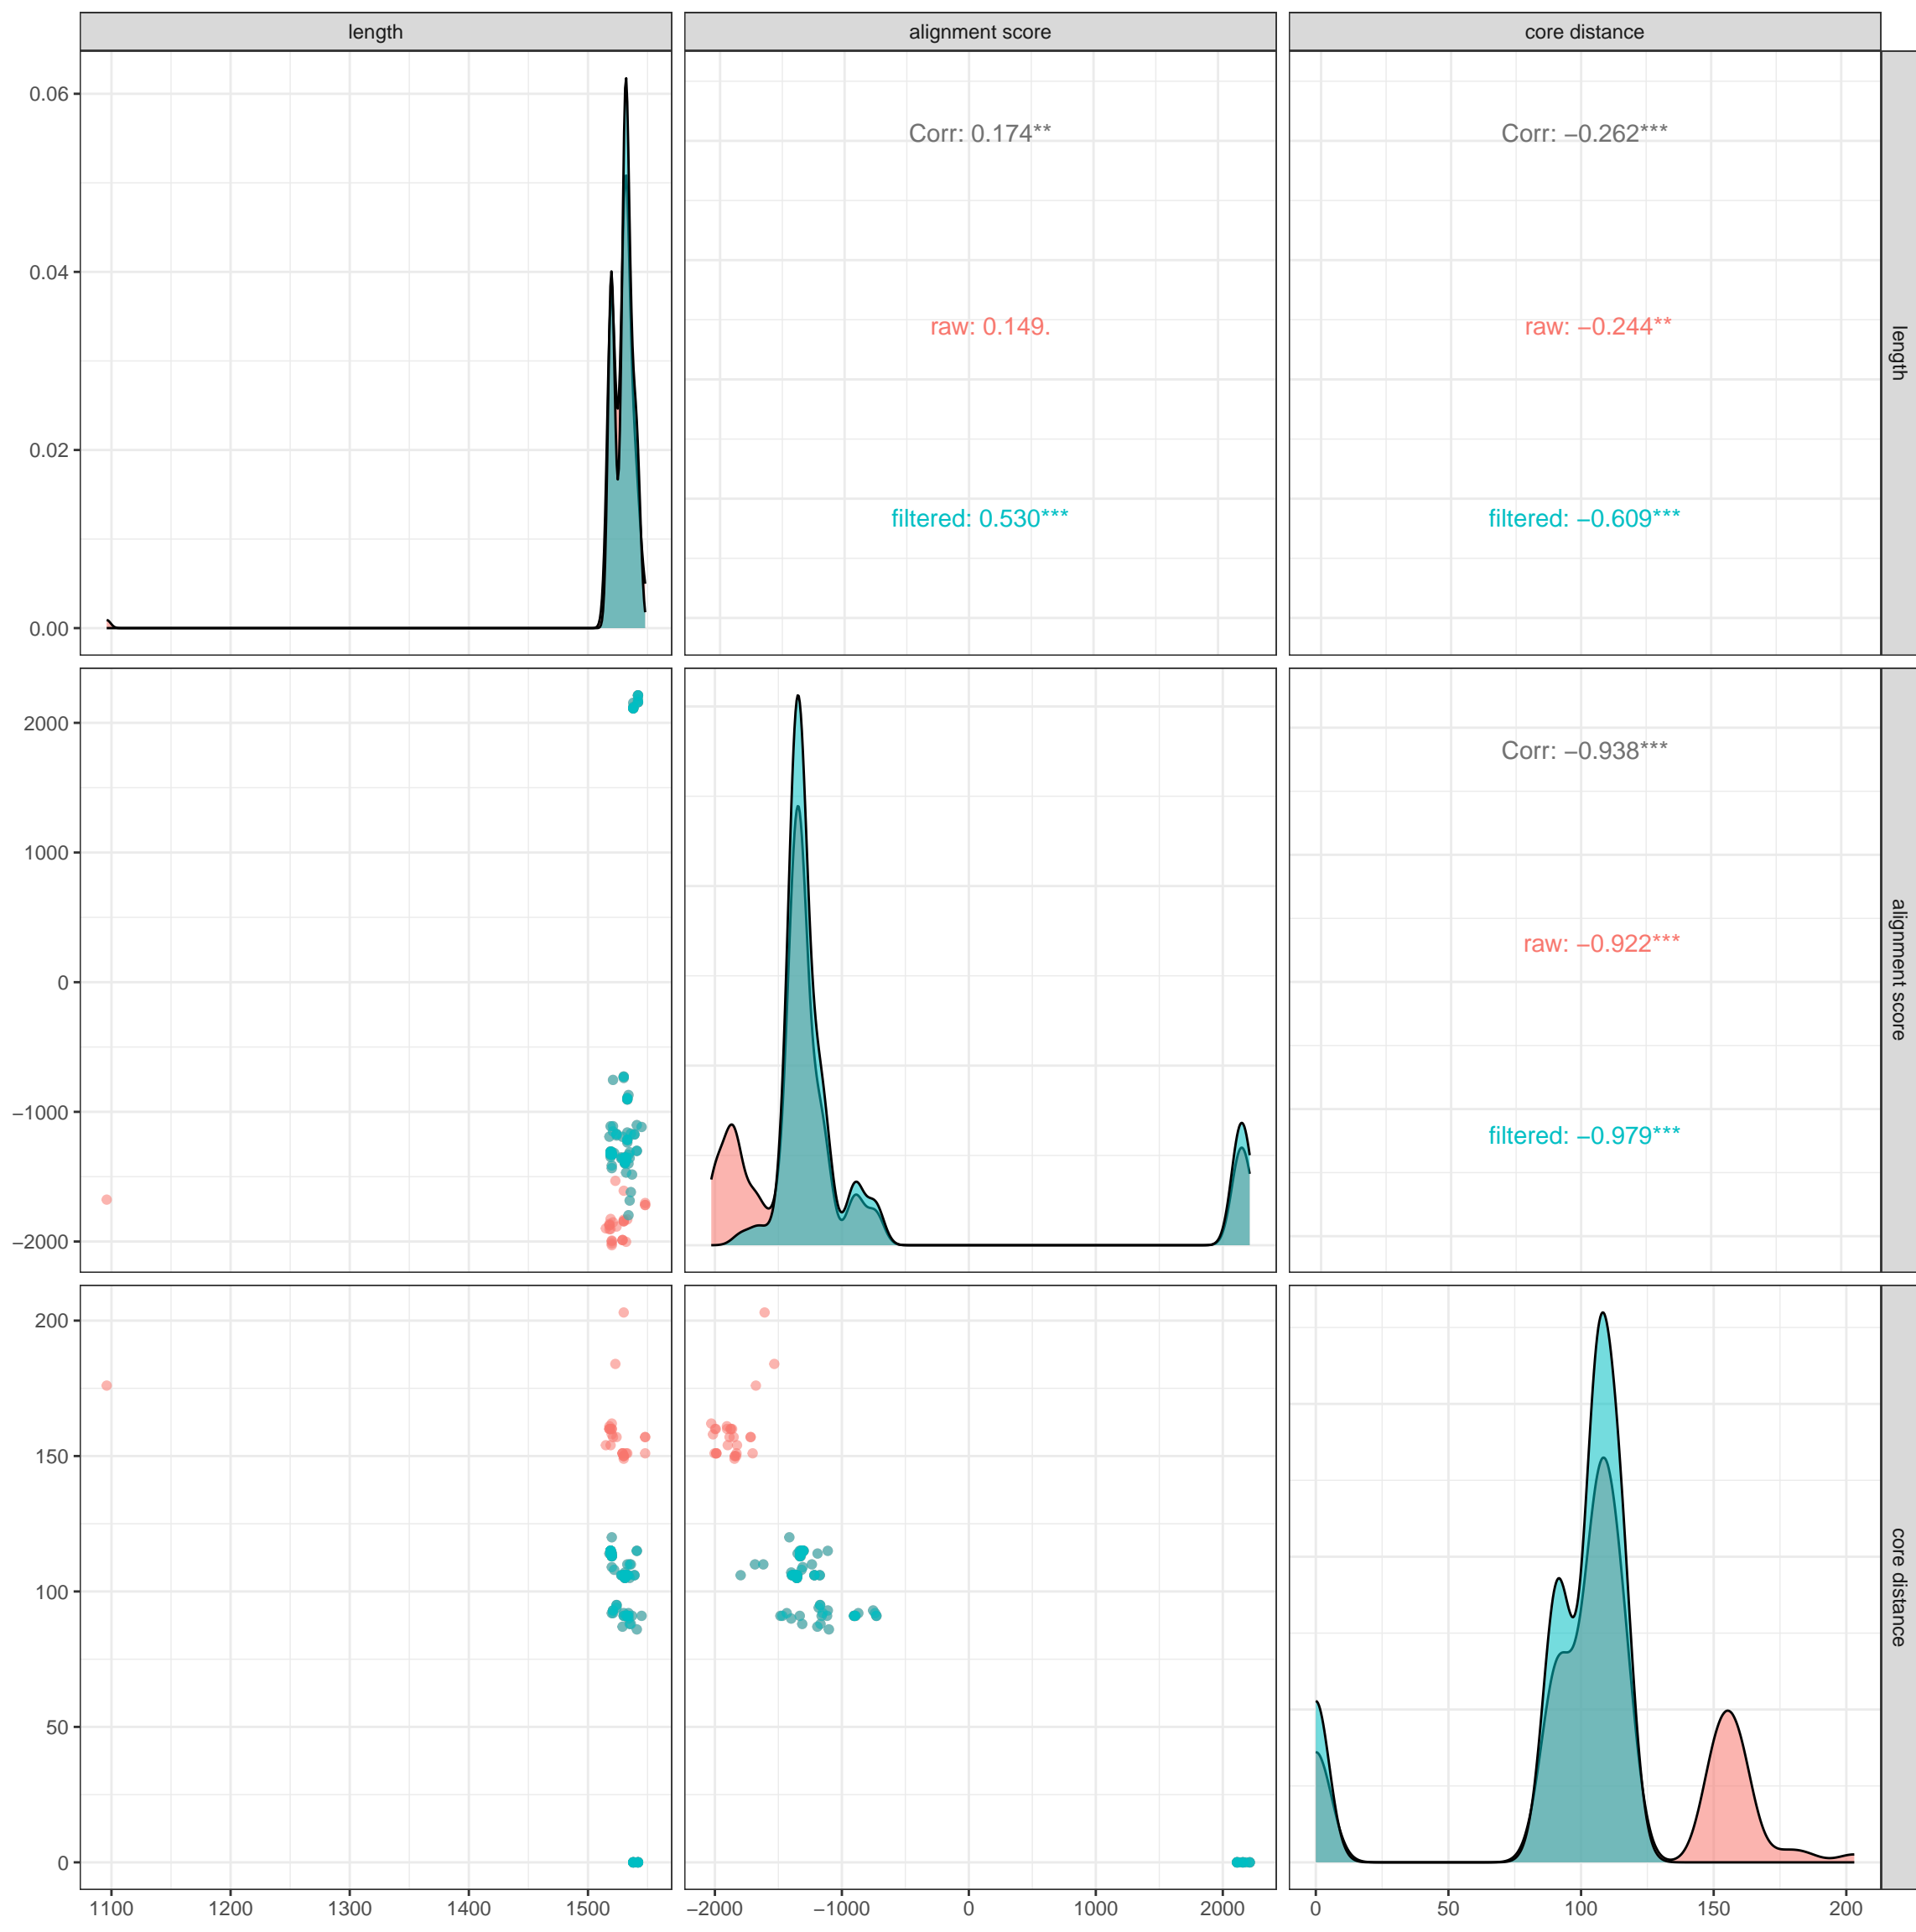 length
alignment score
core distance
0.06
0.04
0.02
0.00
Corr: 0.174**
raw: 0.149.
filtered: 0.530***
Corr: −0.262***
raw: −0.244**
filtered: −0.609***
length
2000
1000
0
−1000
−2000
Corr: −0.938***
raw: −0.922***
filtered: −0.979***
alignment score
200
150
100
50
0
core distance
1100 1200 1300 1400 1500
−2000 −1000 0 1000 2000
0 50 100 150 200